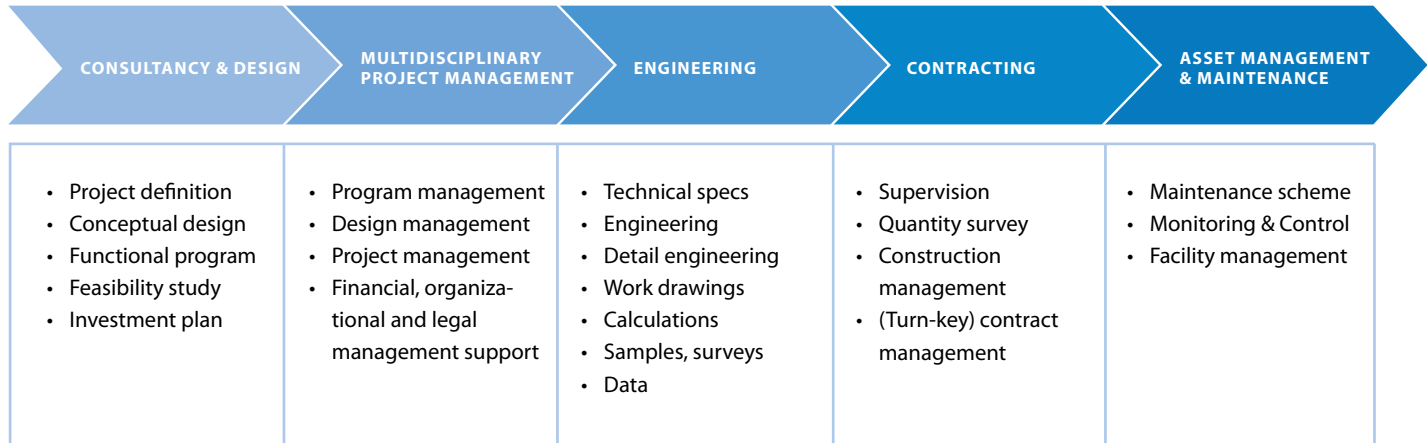 CONSULTANCY & DESIGN
MULTIDISCIPLINARY
PROJECT MANAGEMENT
ENGINEERING
CONTRACTING
ASSET MANAGEMENT
& MAINTENANCE
• Project definition
• Conceptual design
• Functional program
• Feasibility study
• Investment plan
• Program management
• Design management
• Project management
• Financial, organiza-
tional and legal
management support
• Technical specs
• Engineering
• Detail engineering
• Work drawings
• Calculations
• Samples, surveys
• Data
• Supervision
• Quantity survey
• Construction
management
• (Turn-key) contract
management
• Maintenance scheme
• Monitoring & Control
• Facility management